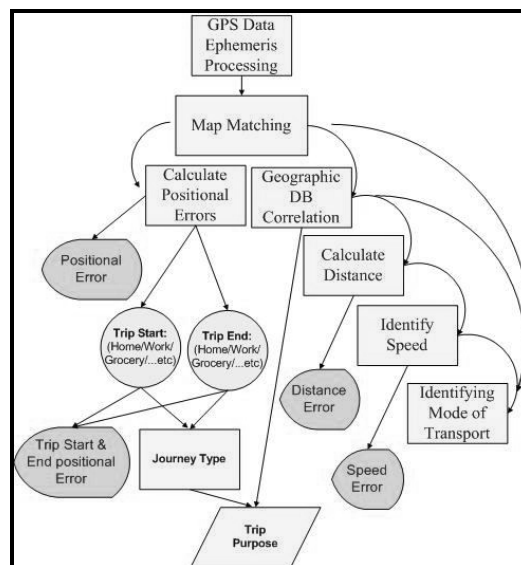 GPS Data
Ephemeris
Processing
Map Matching
Calculate
Positional
Errors
Geographic
DB
Correlation
Positional
Error
Calculate
Distance
Trip Start:
(Home/Work/
Grocery/...etc)
Trip End:
(Home/Work/
Grocery/...etc)
Identify
Speed
Distance
Error
Identifying
Mode of
Transport
Trip Start &
End positional
Error
Journey Type
Speed
Error
Trip
Purpose